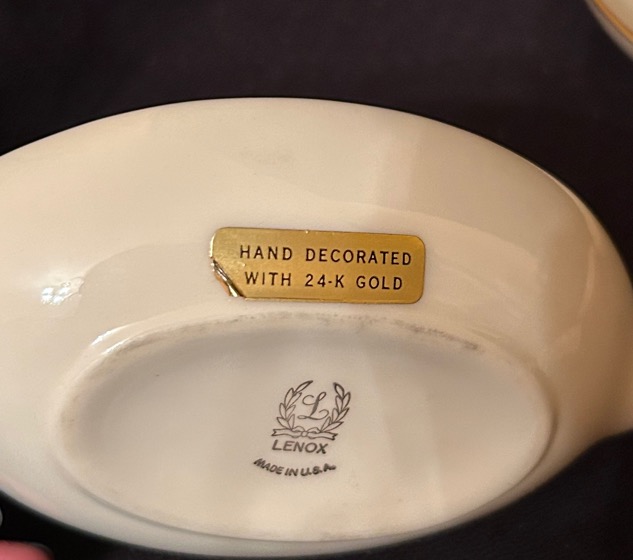 HAND DECORATED
WITH 24-K GOLD
L
LENOX
MADE IN U.S.A.